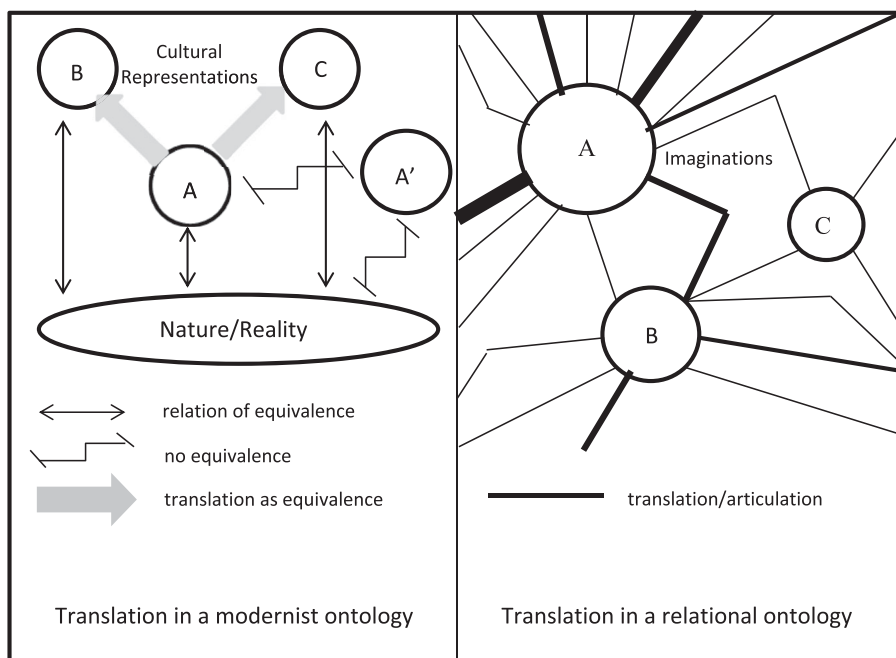 B
Cultural
Representations
C
A
A’
Nature/Reality
relation of equivalence
no equivalence
translation as equivalence
Translation in a modernist ontology
A
Imaginations
C
B
translation/articulation
Translation in a relational ontology